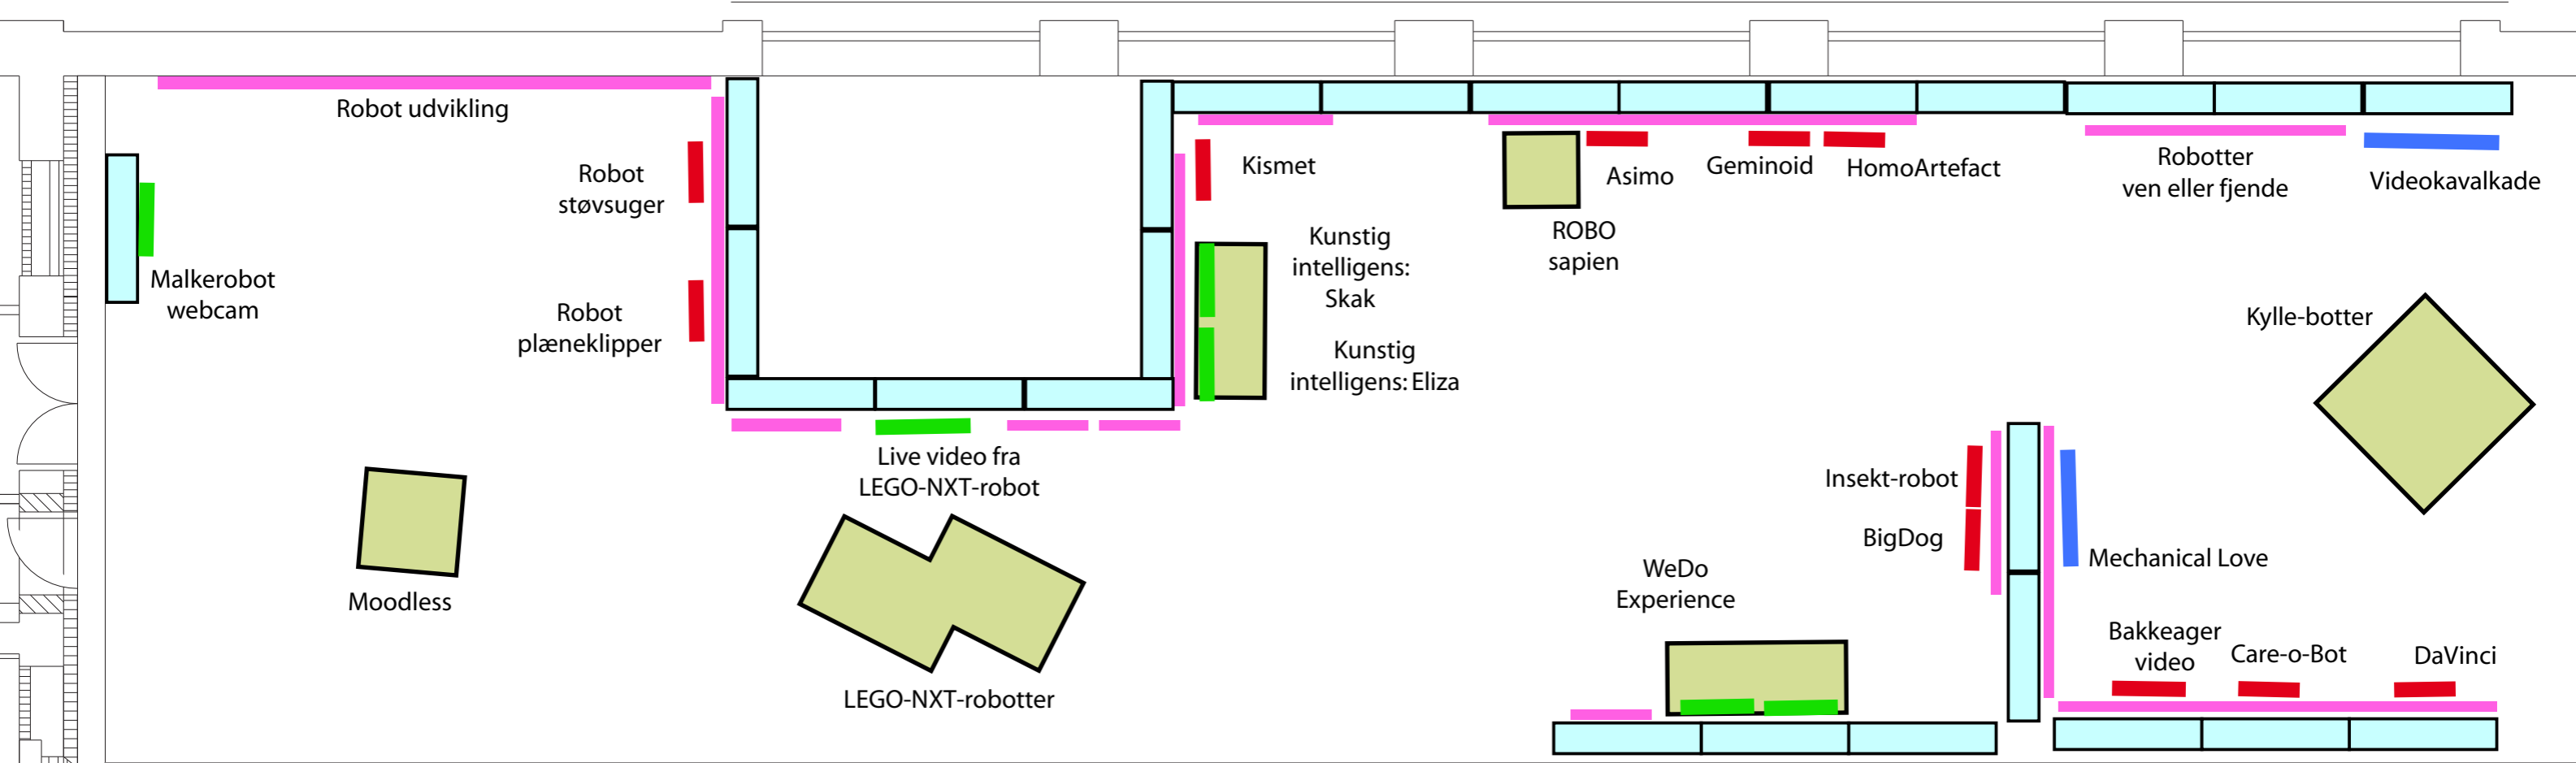 Robot udvikling
Malkerobot
webcam
Robot
støvsuger
Robot
plæneklipper
Moodless
Live video fra
LEGO-NXT-robot
LEGO-NXT-robotter
Kismet
Kunstig
intelligens:
Skak
Kunstig
intelligens: Eliza
ROBO
sapien
Asimo
Geminoid
HomoArtefact
Robotter
ven eller fjende
Videokavalkade
Kylle-botter
Insekt-robot
BigDog
Mechanical Love
WeDo
Experience
Bakkeager
video
Care-o-Bot
DaVinci